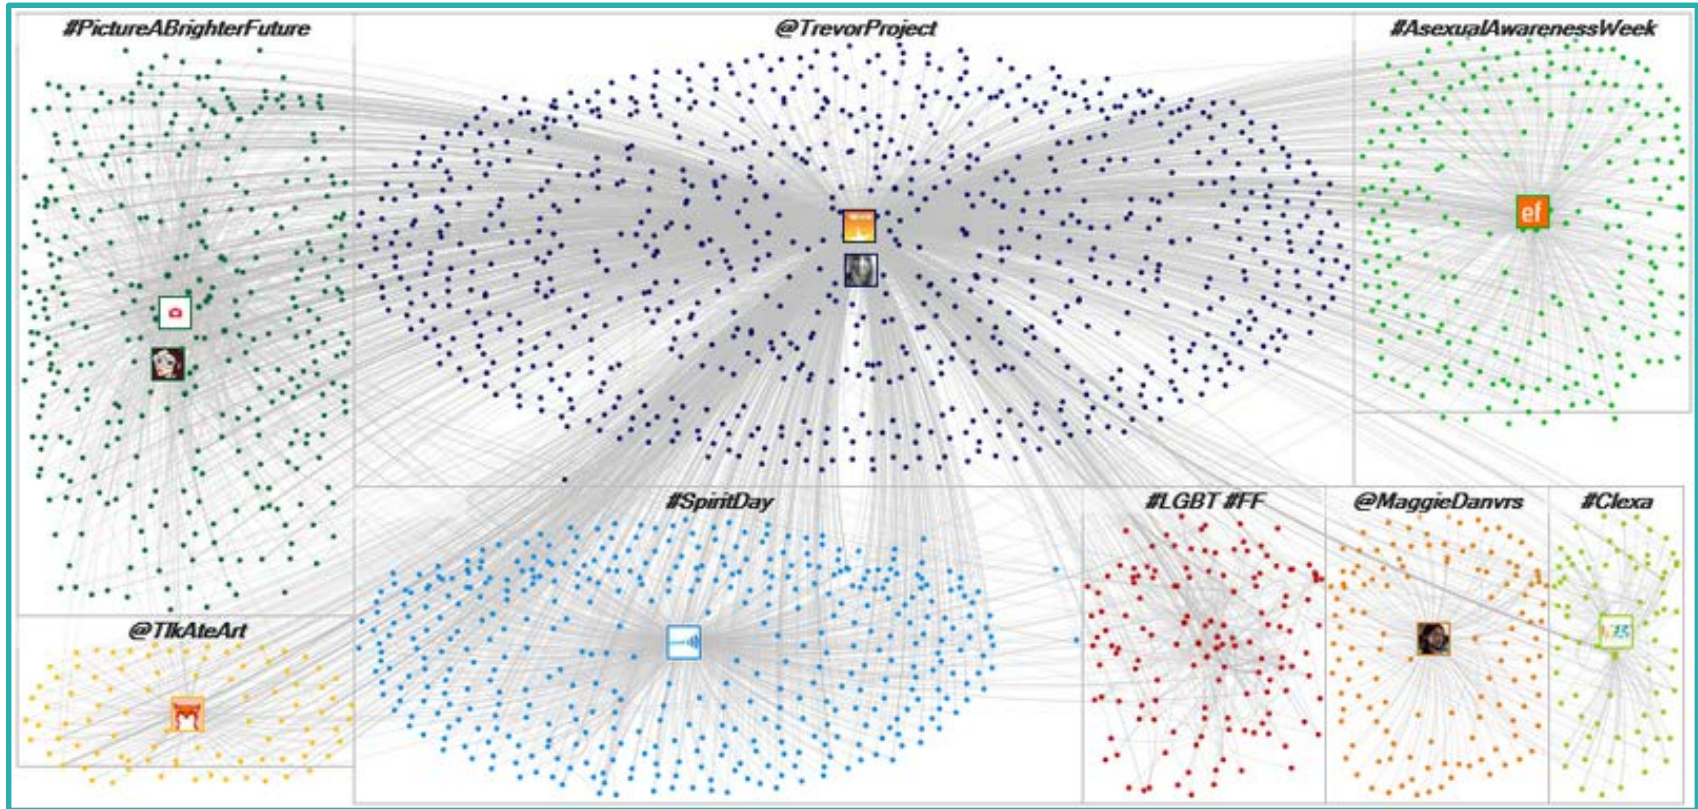 #PictureABrighterFuture
@TrevorProject
#AsexualAwarenessWeek
ef
#SpiritDay
#LGBT #FF
@MaggieDanvrs
#Clexa
@TlkAteArt